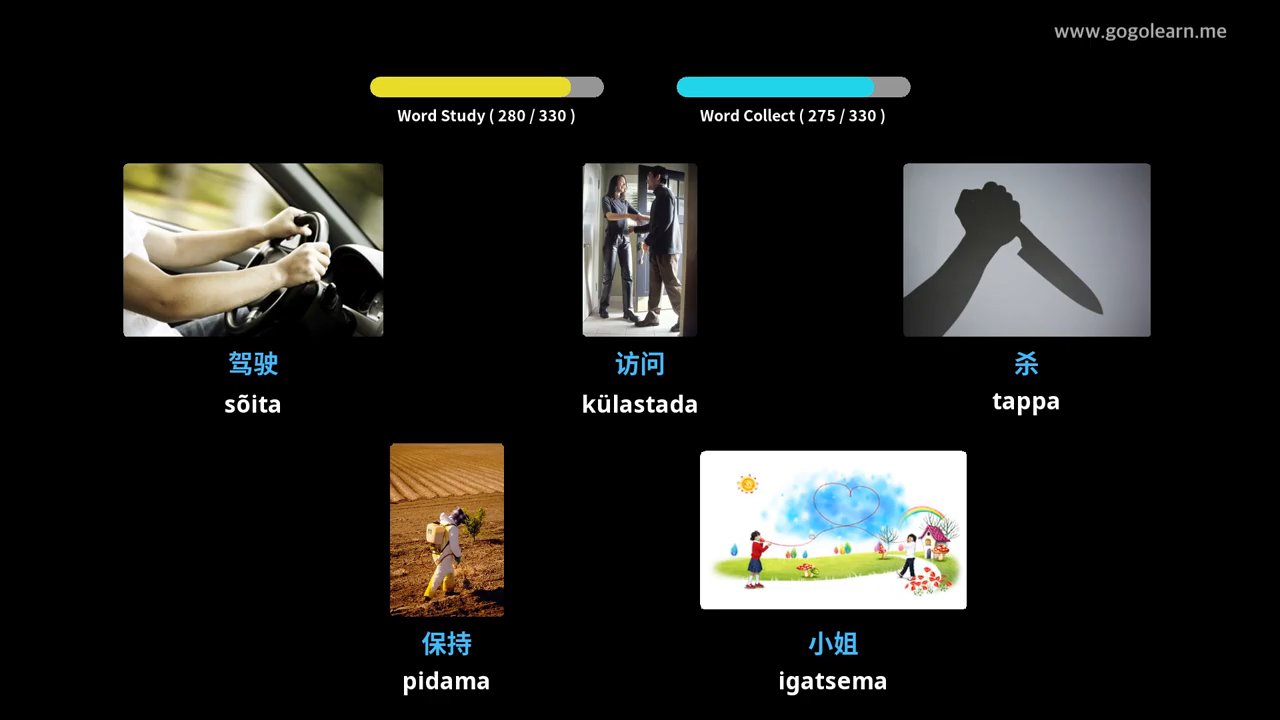 www.gogolearn.me
Word Study ( 280 / 330 )
Word Collect ( 275 / 330 )
驾驶
sõita
访问
külastada
杀
tappa
保持
pidama
小姐
igatsema